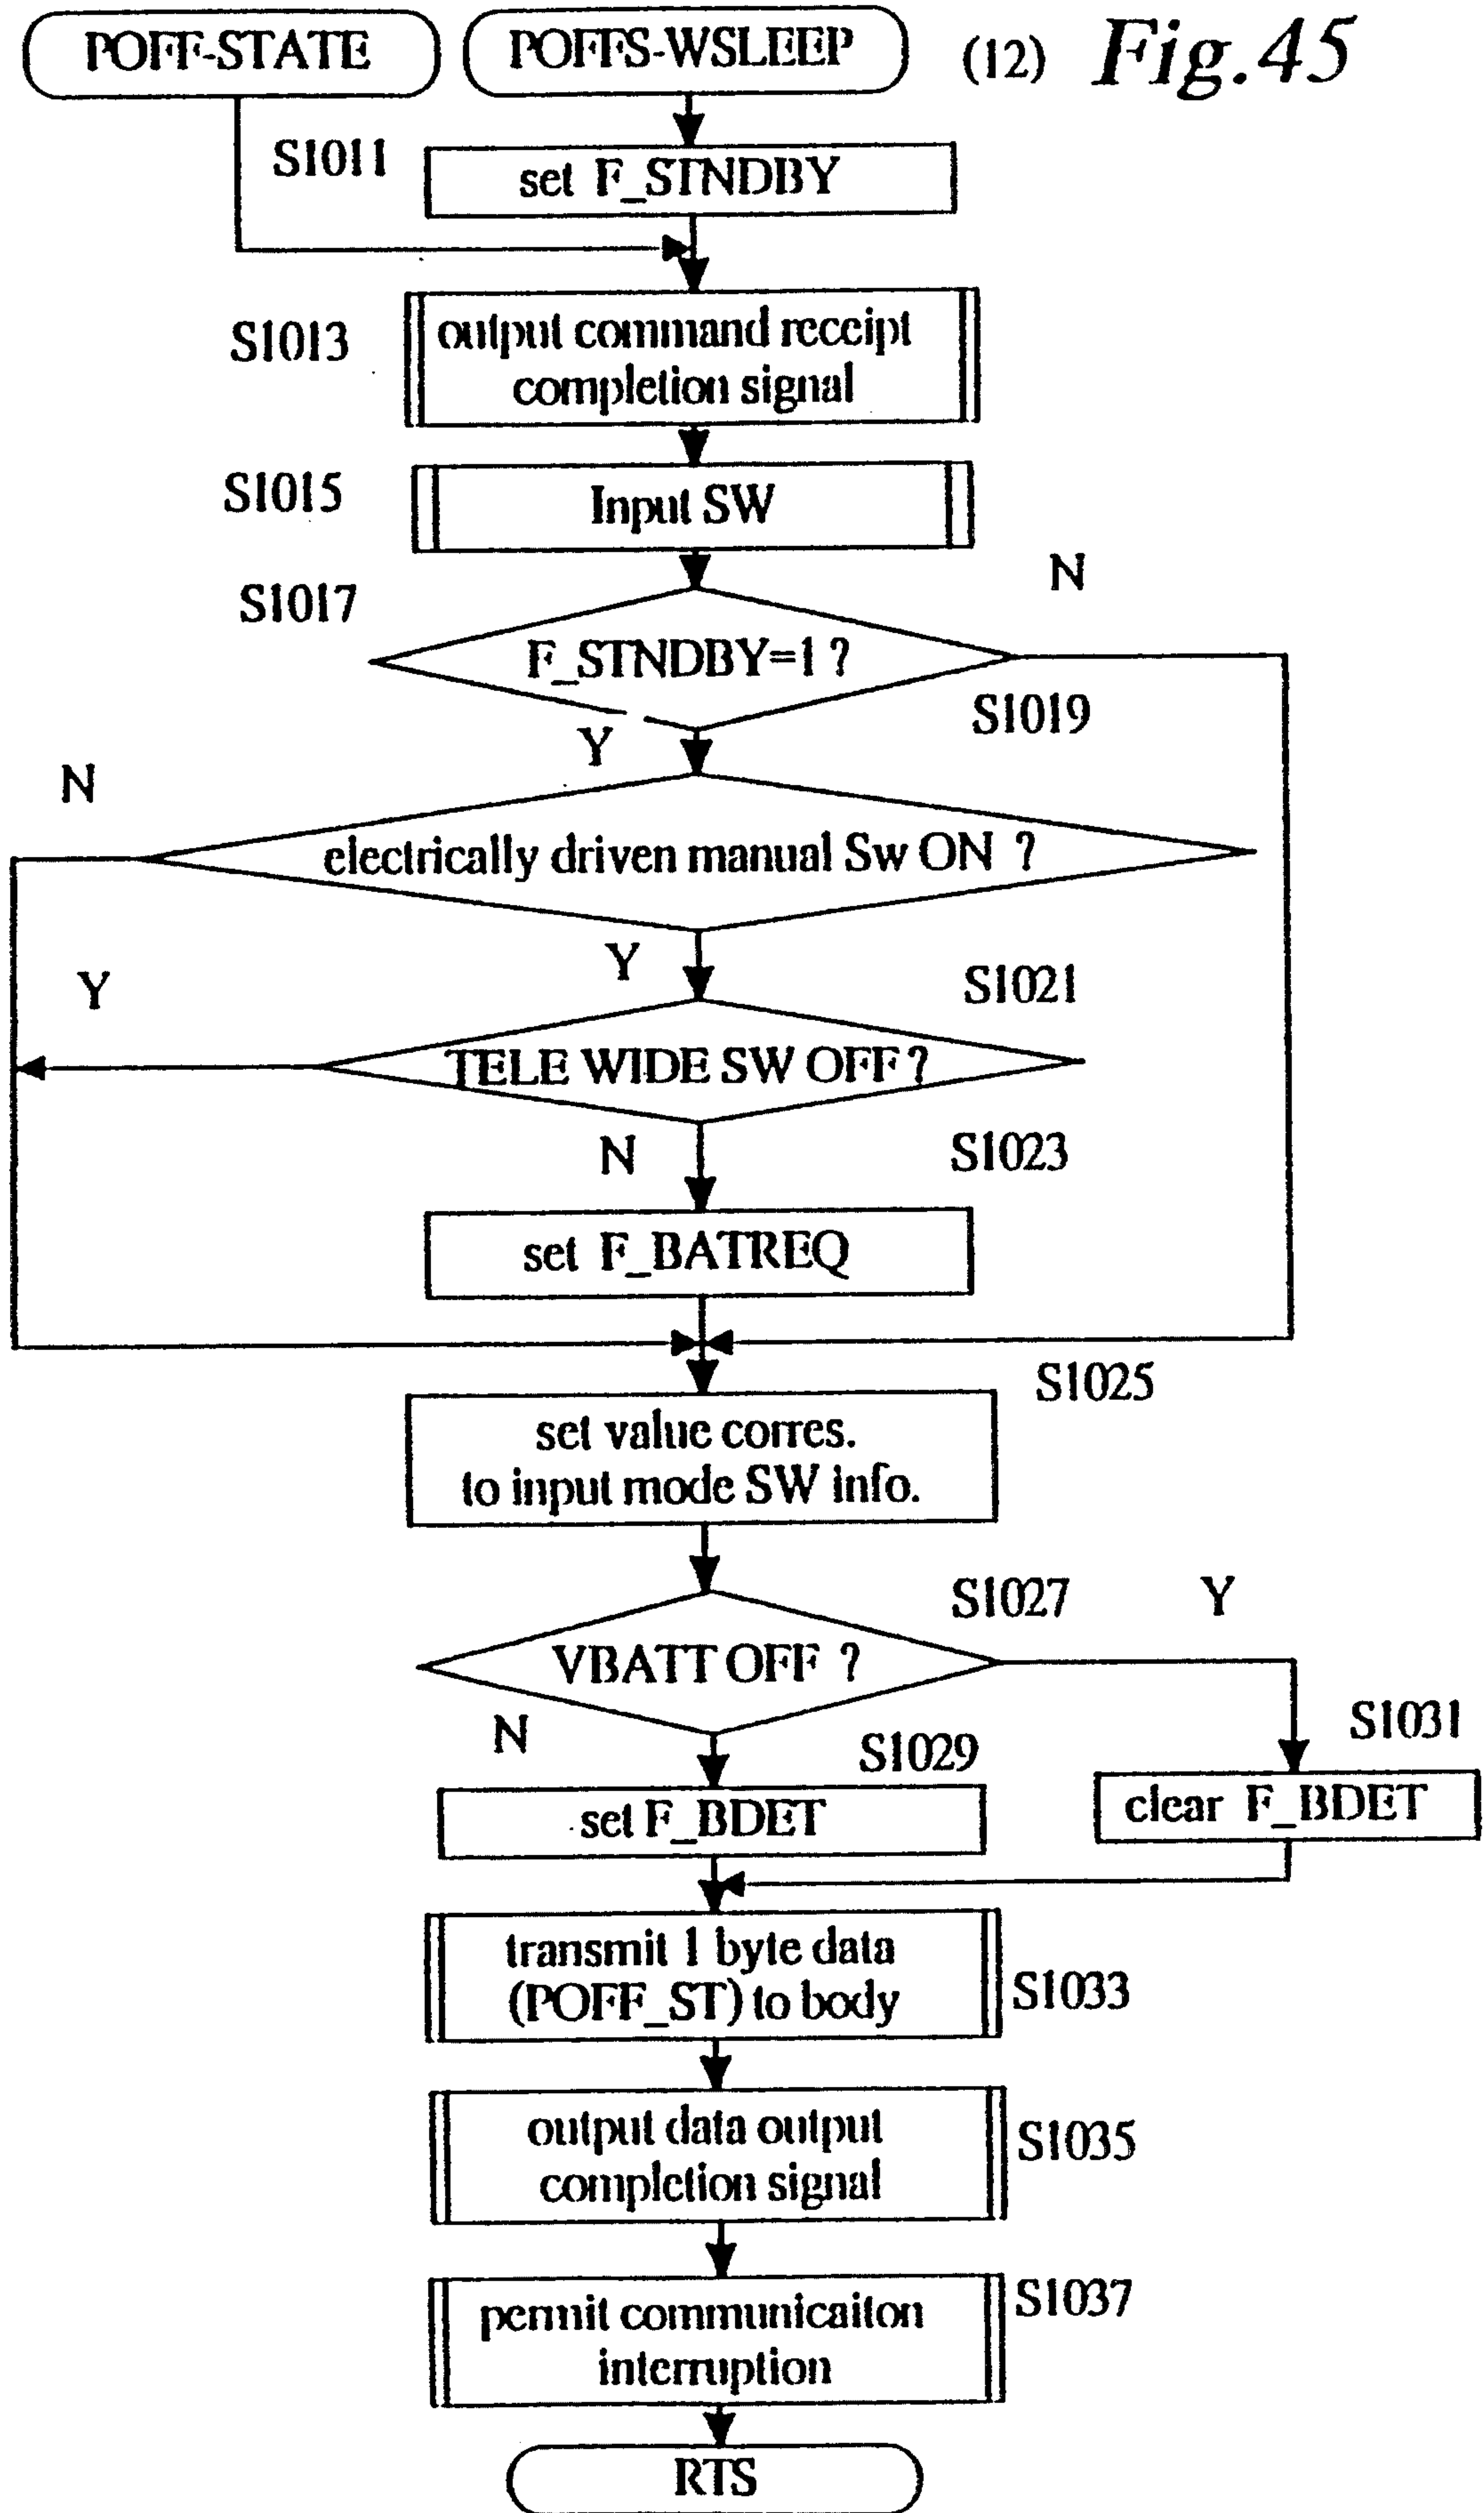 POFF-STATE
POFFS-WSLEEP
(12) Fig.45
S1011
set F_STNDBY
S1013
output command receipt
completion signal
S1015
Input SW
S1017
N
F_STNDBY=1 ?
S1019
Y
N
electrically driven manual Sw ON ?
Y
S1021
Y
TELE WIDE SW OFF ?
N
S1023
set F_BATREQ
S1025
set value corres.
to input mode SW info.
S1027
Y
VBATT OFF ?
N
S1029
S1031
set F_BDET
clear F_BDET
transmit 1 byte data
(POFF_ST) to body
S1033
output data output
completion signal
S1035
permit communicaiton
interruption
S1037
RTS